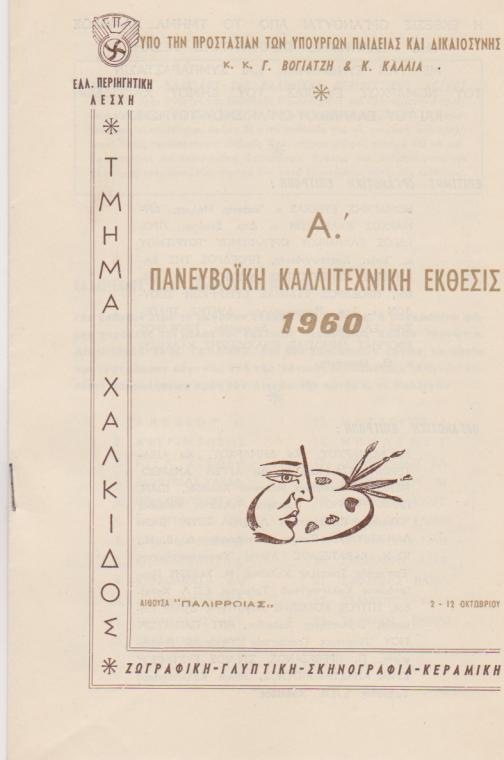 ΥΠΟ ΤΗΝ ΠΡΟΣΤΑΣΙΑΝ ΤΩΝ ΥΠΟΥΡΓΩΝ ΠΑΙΔΕΙΑΣ ΚΑΙ ΔΙΚΑΙΟΣΥΝΗΣ
κ. κ. Γ. ΒΟΓΙΑΤΖΗ & Κ. ΚΑΛΛΙΑ
ΕΛΛ. ΠΕΡΙΗΓΗΤΙΚΗ
ΛΕΣΧΗ
ΤΜΗΜΑ ΧΑΛΚΙΔΟΣ
Α.΄
ΠΑΝΕΥΒΟΪΚΗ ΚΑΛΛΙΤΕΧΝΙΚΗ ΕΚΘΕΣΙΣ
1960
ΑΙΘΟΥΣΑ "ΠΑΛΙΡΡΟΙΑΣ„
2 - 12 ΟΚΤΩΒΡΙΟΥ
ΖΩΓΡΑΦΙΚΗ-ΓΛΥΠΤΙΚΗ-ΣΚΗΝΟΓΡΑΦΙΑ-ΚΕΡΑΜΙΚΗ